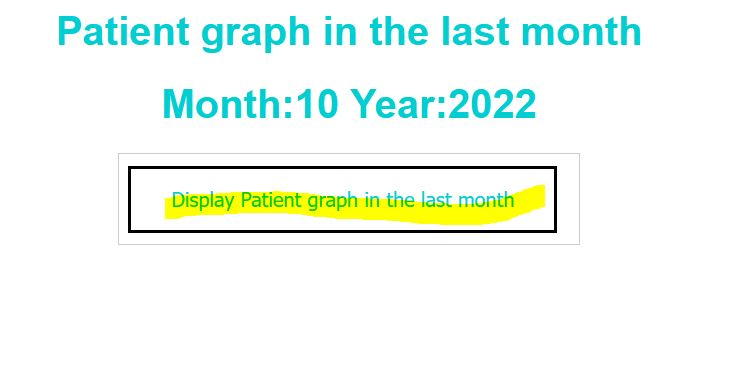 Patient graph in the last month
Month:10 Year:2022
Display Patient graph in the last month